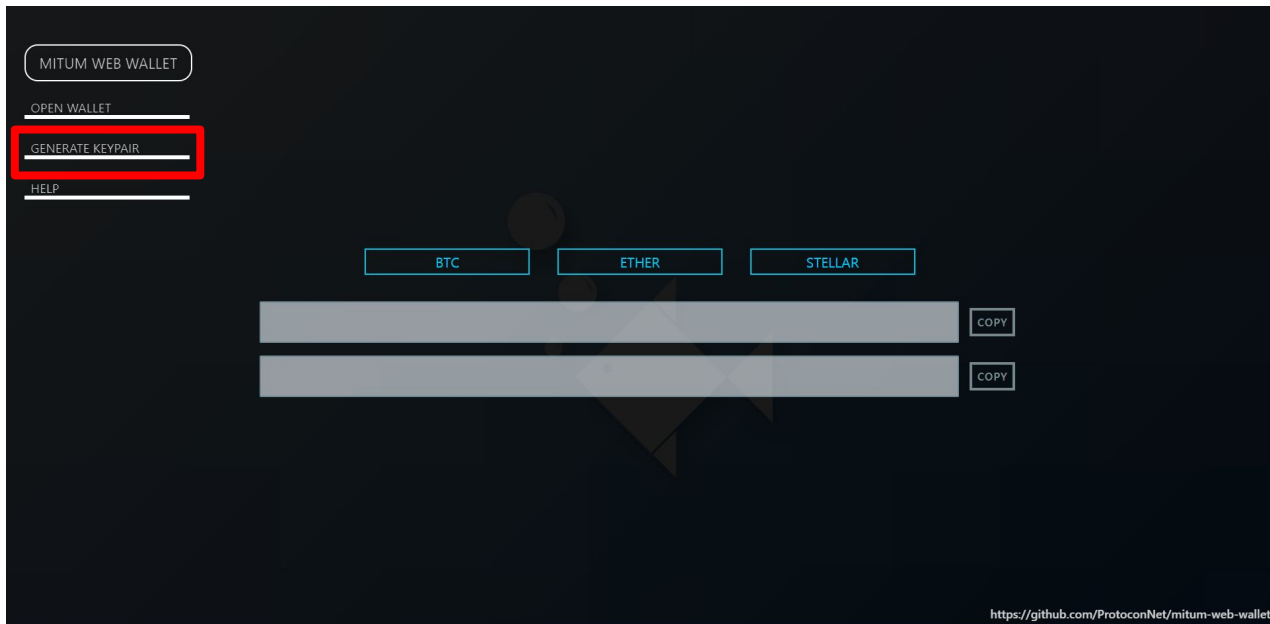 MITUM WEB WALLET
OPEN WALLET
GENERATE KEYPAIR
HELP
BTC ETHER STELLAR
COPY
COPY
https://github.com/ProtoconNet/mitum-web-wallet